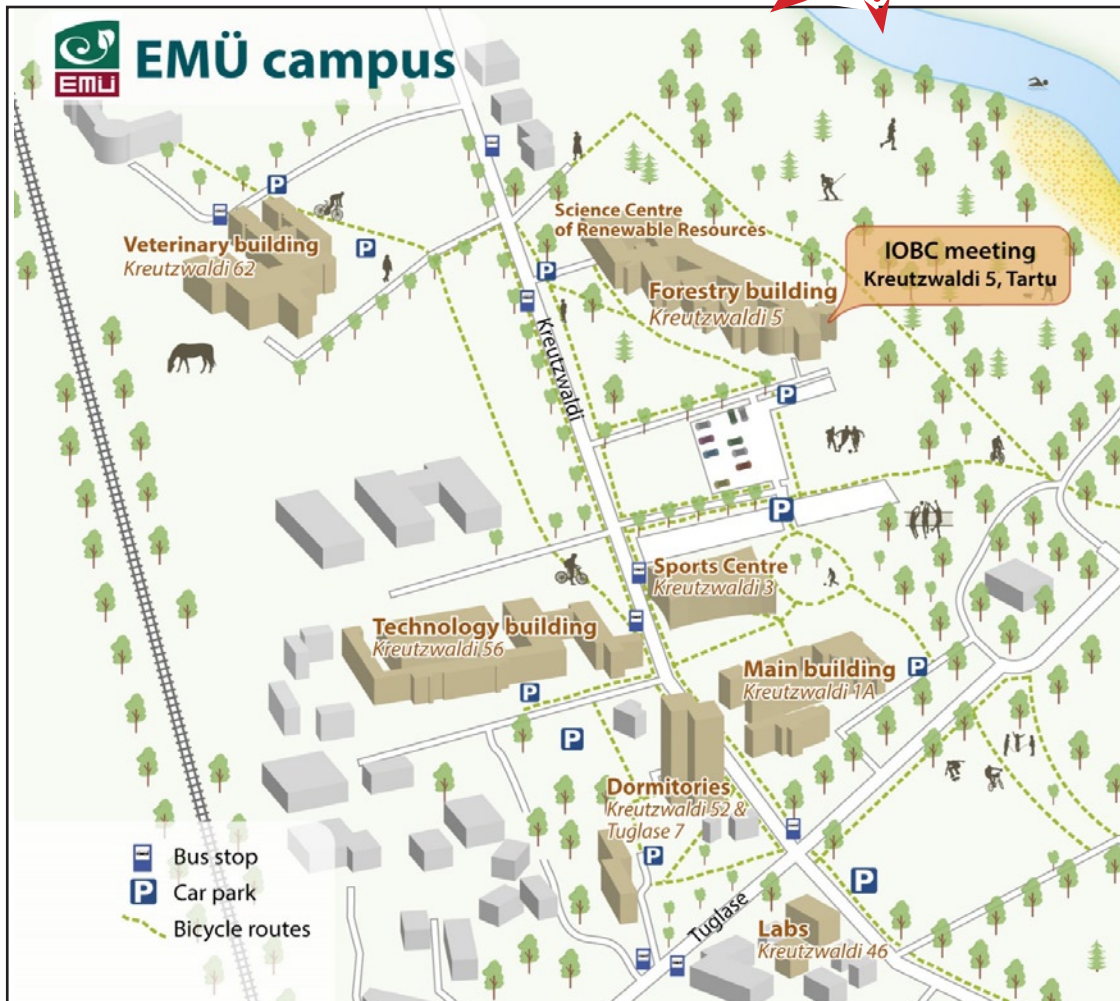 EMÜ
EMÜ campus
Science Centre
of Renewable Resources
Veterinary building
Kreutzwaldi 62
P
P
P
IOBC meeting
Kreutzwaldi 5, Tartu
Forestry building
Kreutzwaldi 5
Kreutzwaldi
P
P
Sports Centre
Kreutzwaldi 3
Technology building
Kreutzwaldi 56
Main building
Kreutzwaldi 1A
P
P
P
Dormitories
Kreutzwaldi 52 &
Tuglase 7
P
P
Bus stop
P Car park
Bicycle routes
Tuglase
Labs
Kreutzwaldi 46